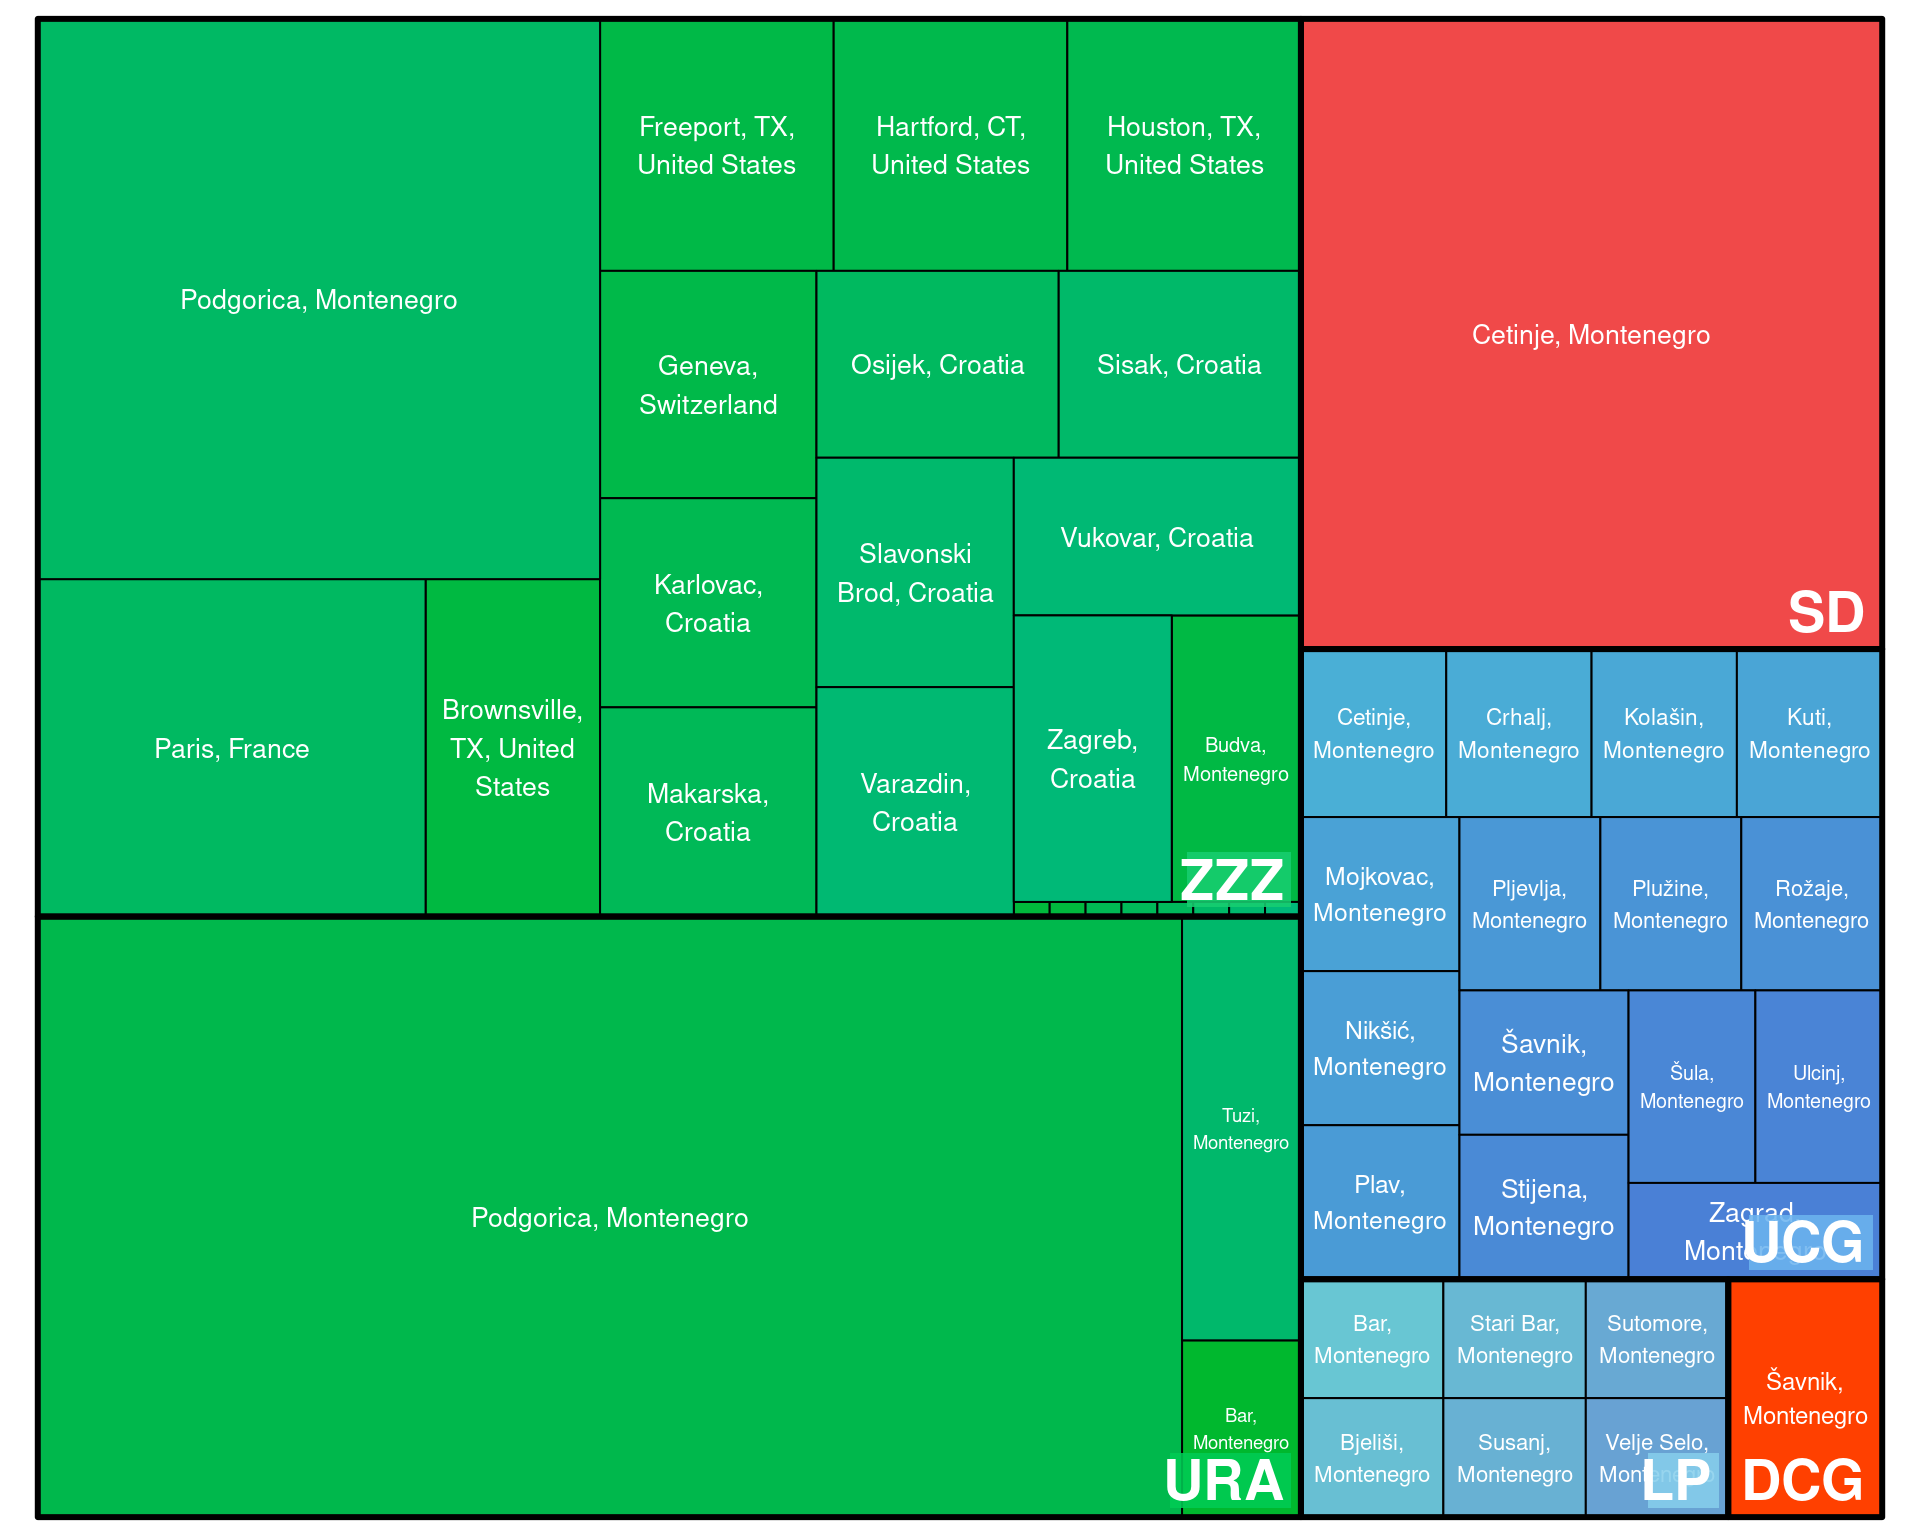 Podgorica, Montenegro
Freeport, TX,
United States
Hartford, CT,
United States
Houston, TX,
United States
Geneva,
Switzerland
Osijek, Croatia
Sisak, Croatia
Karlovac,
Croatia
Slavonski
Brod, Croatia
Vukovar, Croatia
Paris, France
Brownsville,
TX, United
States
Makarska,
Croatia
Varazdin,
Croatia
Zagreb,
Croatia
Budva,
Montenegro
ZZZ
Podgorica, Montenegro
Tuzi,
Montenegro
Bar,
Montenegro
URA
Cetinje, Montenegro
SD
Cetinje,
Montenegro
Crhalj,
Montenegro
Kolašin,
Montenegro
Kuti,
Montenegro
Mojkovac,
Montenegro
Pljevlja,
Montenegro
Plužine,
Montenegro
Rožaje,
Montenegro
Nikšić,
Montenegro
Šavnik,
Montenegro
Šula,
Montenegro
Ulcinj,
Montenegro
Plav,
Montenegro
Stijena,
Montenegro
Zagrad,
Montenegro
UCG
Bar,
Montenegro
Stari Bar,
Montenegro
Sutomore,
Montenegro
Bjeliši,
Montenegro
Susanj,
Montenegro
Velje Selo,
Montenegro
LP
Šavnik,
Montenegro
DCG